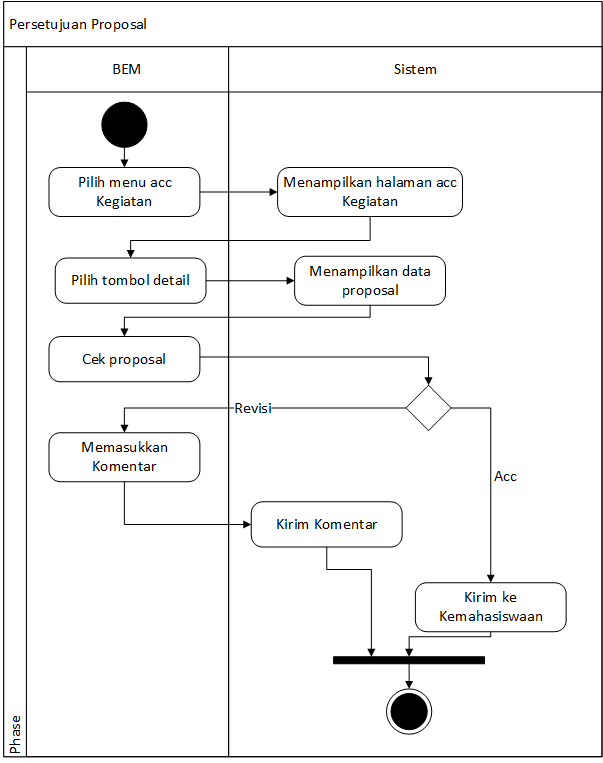 Persetujuan Proposal
BEM
Sistem
Pilih menu acc
Kegiatan
Menampilkan halaman acc
Kegiatan
Pilih tombol detail
Menampilkan data
proposal
Cek proposal
Revisi
Memasukkan
Komentar
Acc
Kirim Komentar
Kirim ke
Kemahasiswaan
Phase